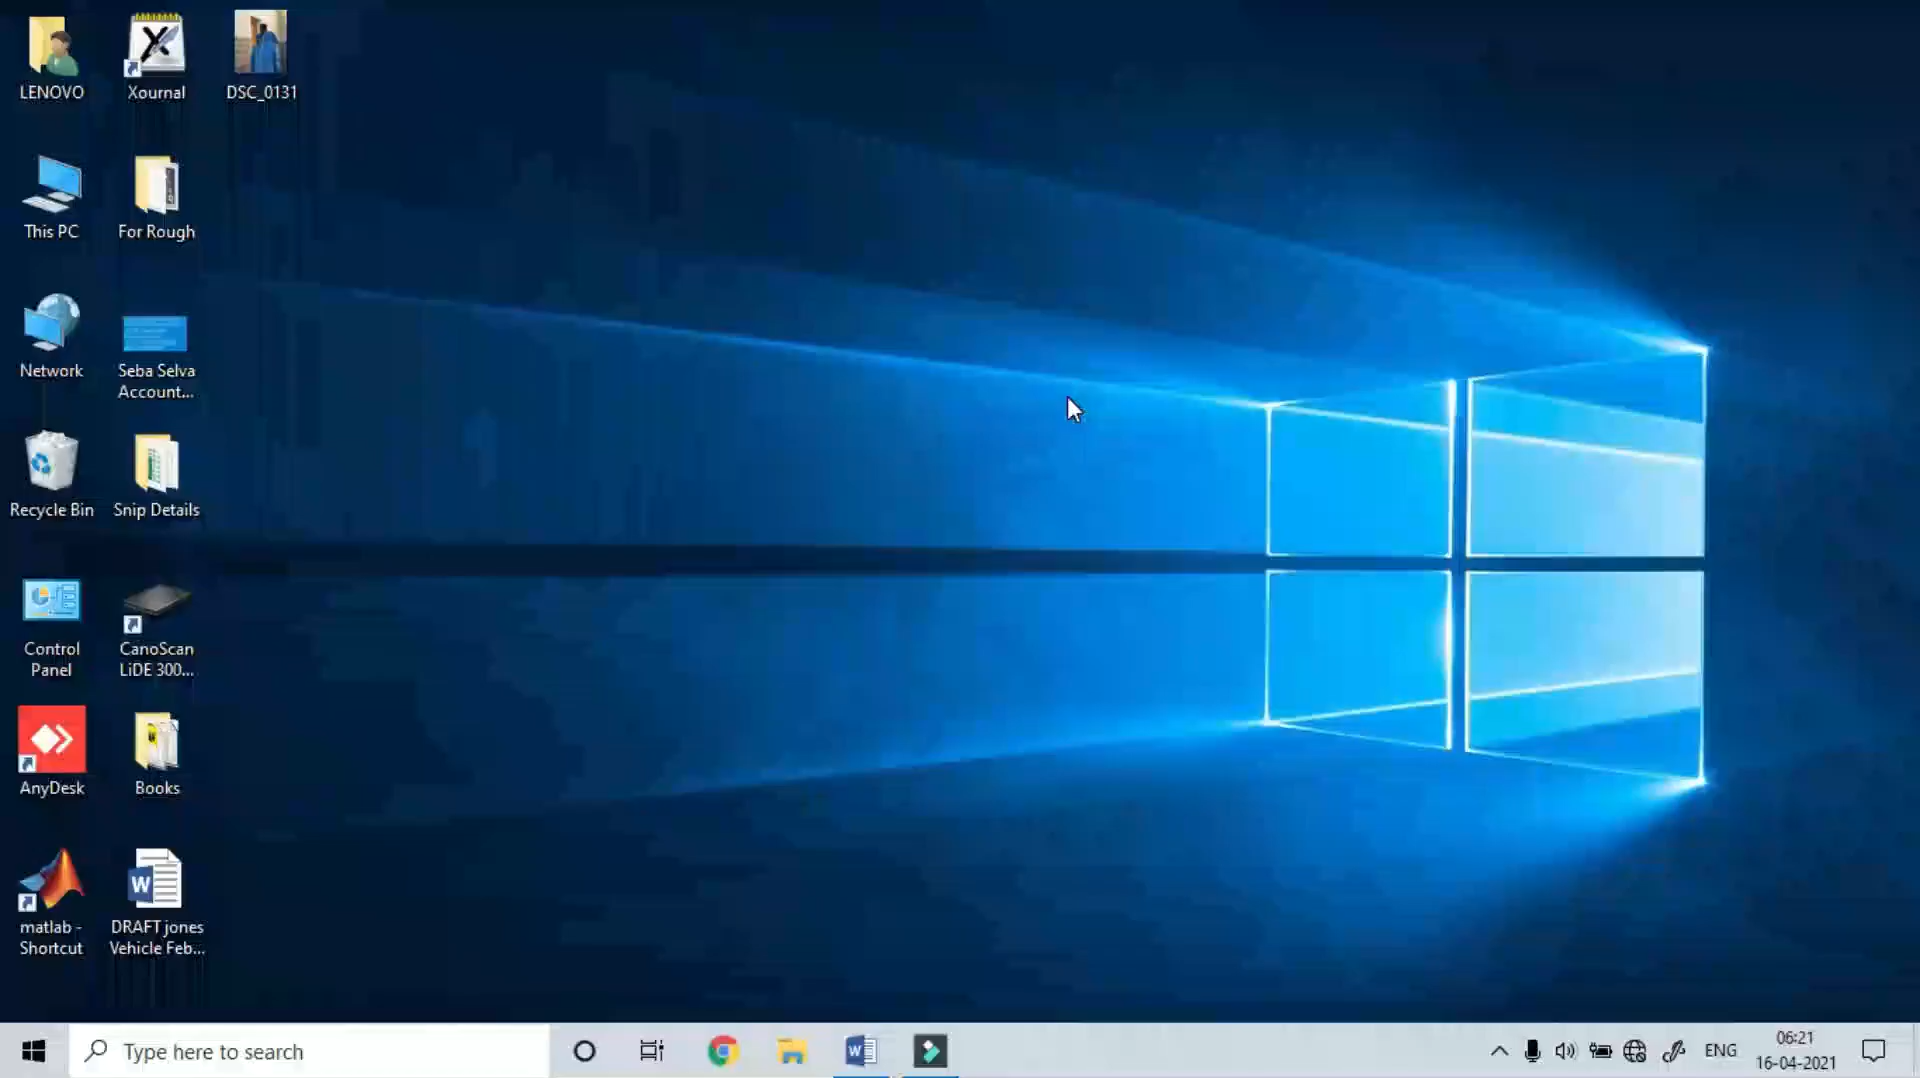 LENOVO
Xournal
DSC_0131
This PC
For Rough
Network
Seba Selva
Account...
Recycle Bin
Snip Details
Control
Panel
CanoScan
LiDE 300...
AnyDesk
Books
matlab -
Shortcut
DRAFT jones
Vehicle Feb...
Type here to search
ENG
06:21
16-04-2021